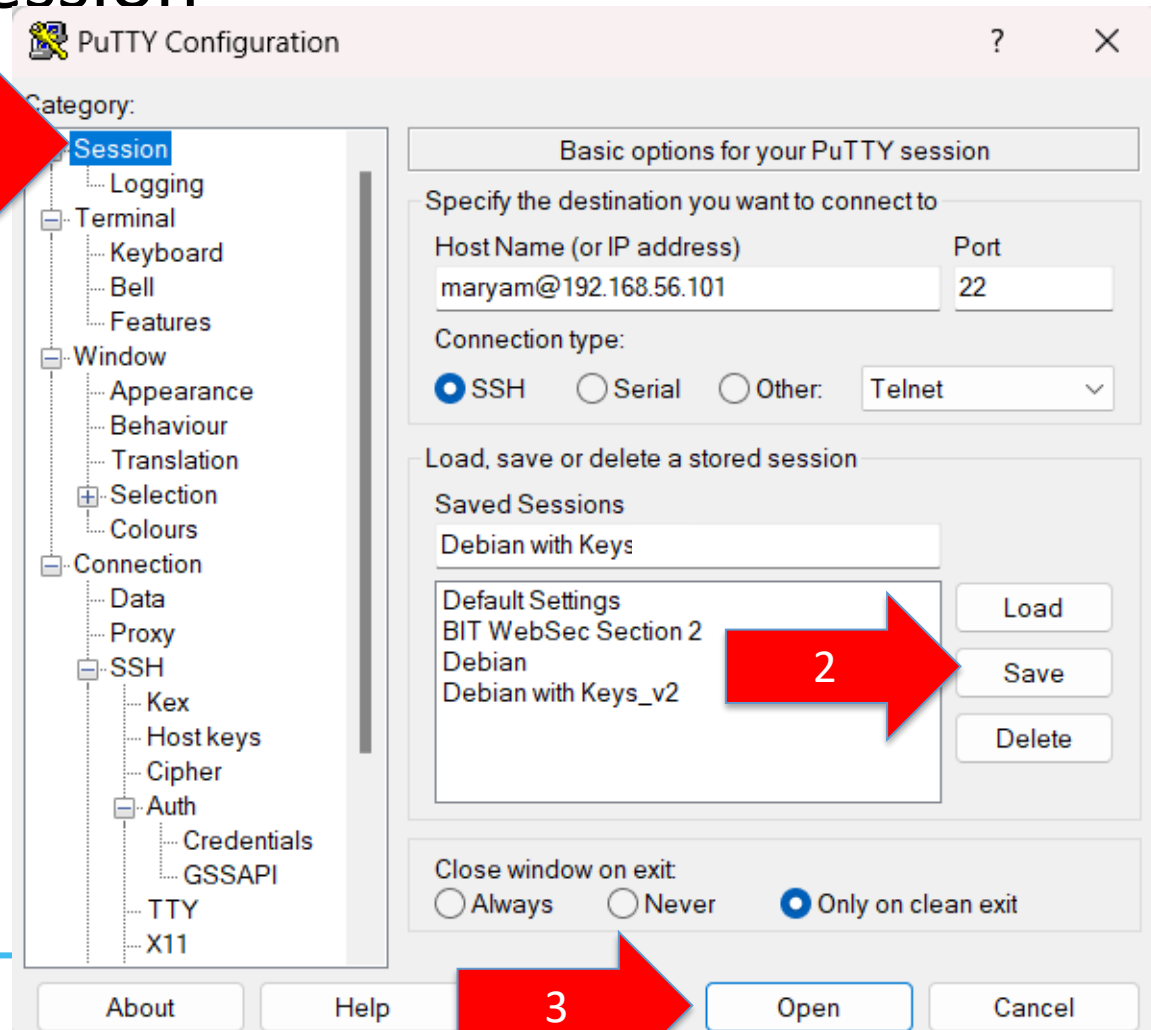 ession
PuTTY Configuration ? ×
Category:
Session
Logging
Terminal
Keyboard
Bell
Features
Window
Appearance
Behaviour
Translation
Selection
Colours
Connection
Data
Proxy
SSH
Kex
Host keys
Cipher
Auth
Credentials
GSSAPI
TTY
X11
Basic options for your PuTTY session
Specify the destination you want to connect to
Host Name (or IP address) Port
maryam@192.168.56.101 22
Connection type:
SSH Serial Other: Telnet
Load, save or delete a stored session
Saved Sessions
Debian with Keys
Default Settings
BIT WebSec Section 2
Debian
Debian with Keys_v2
Load
2 Save
Delete
Close window on exit:
Always Never Only on clean exit
About Help 3 Open Cancel